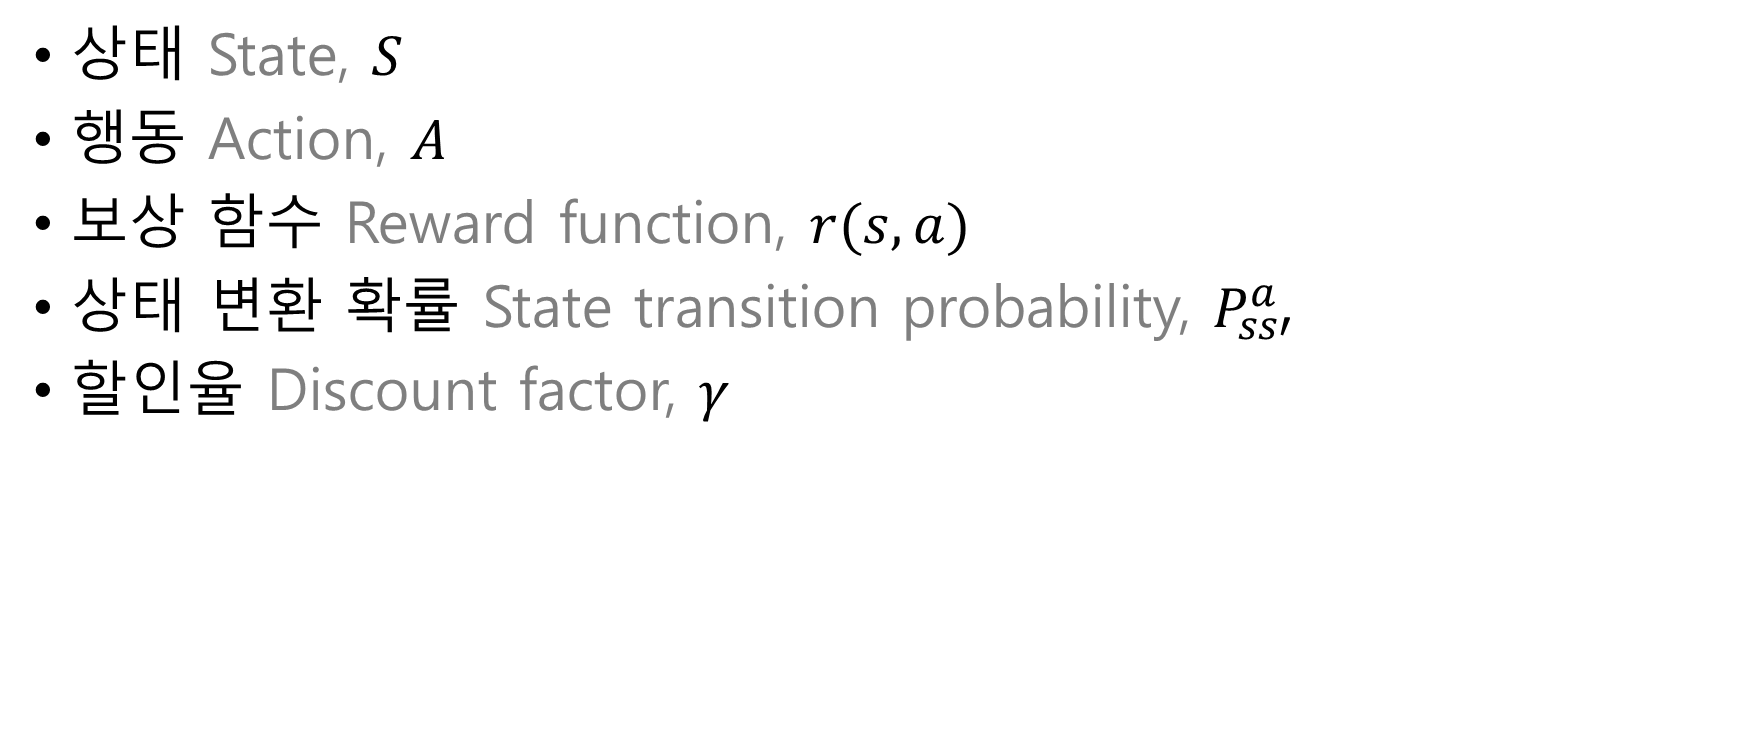 • 상태 State, S
• 행동 Action, A
• 보상 함수 Reward function, r(s, a)
• 상태 변환 확률 State transition probability, P^a_{ss′}
• 할인율 Discount factor, γ